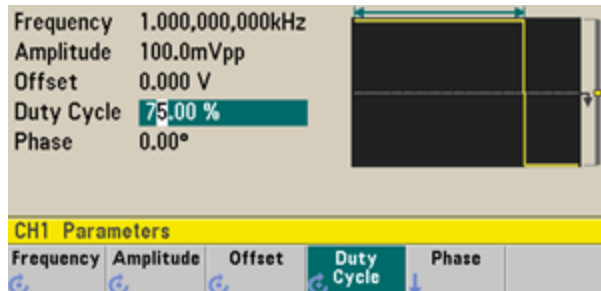 Frequency 1.000,000,000kHz
Amplitude 100.0mVpp
Offset 0.000 V
Duty Cycle 75.00 %
Phase 0.00°
CH1 Parameters
Frequency Amplitude Offset Duty Cycle Phase